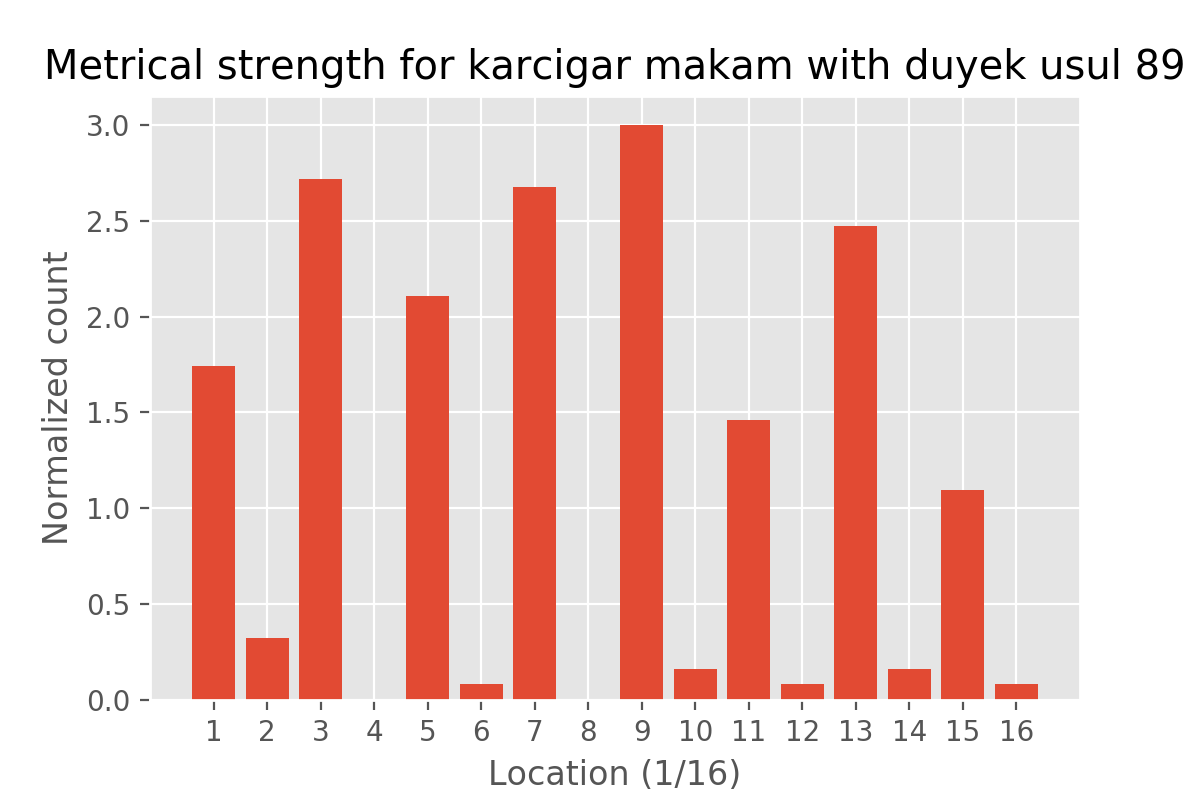 Metrical strength for karcigar makam with duyek usul 89
Normalized count
3.0
2.5
2.0
1.5
1.0
0.5
0.0
1 2 3 4 5 6 7 8 9 10 11 12 13 14 15 16
Location (1/16)